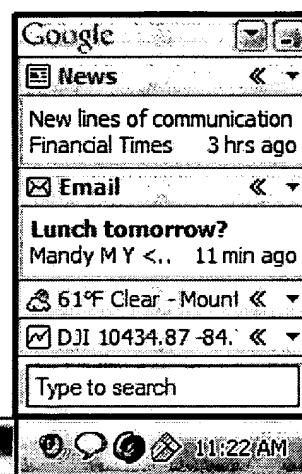 Google
News «
New lines of communication
Financial Times 3 hrs ago
Email «
Lunch tomorrow?
Mandy M Y <.. 11 min ago
61°F Clear - Mount «
DJI 10434.87 -84. «
Type to search
11:22 AM